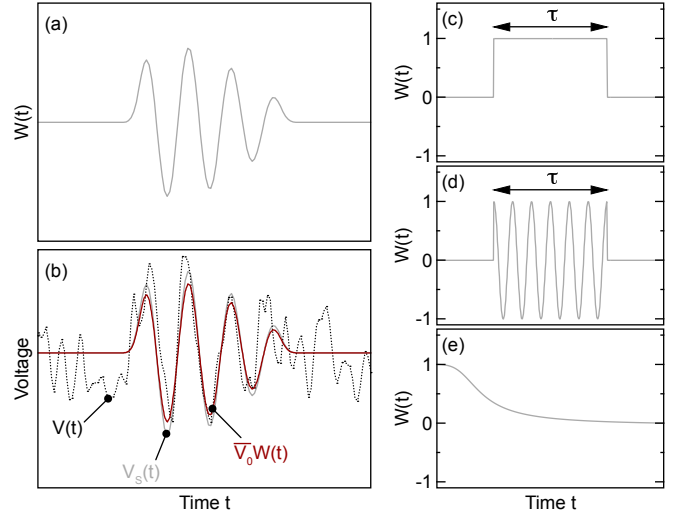 (a)
W(t)
(b)
Voltage
V(t)
V_S(t)
V̅_0W(t)
Time t
(c)
τ
1
0
-1
W(t)
(d)
τ
1
0
-1
W(t)
(e)
1
0
-1
W(t)
Time t